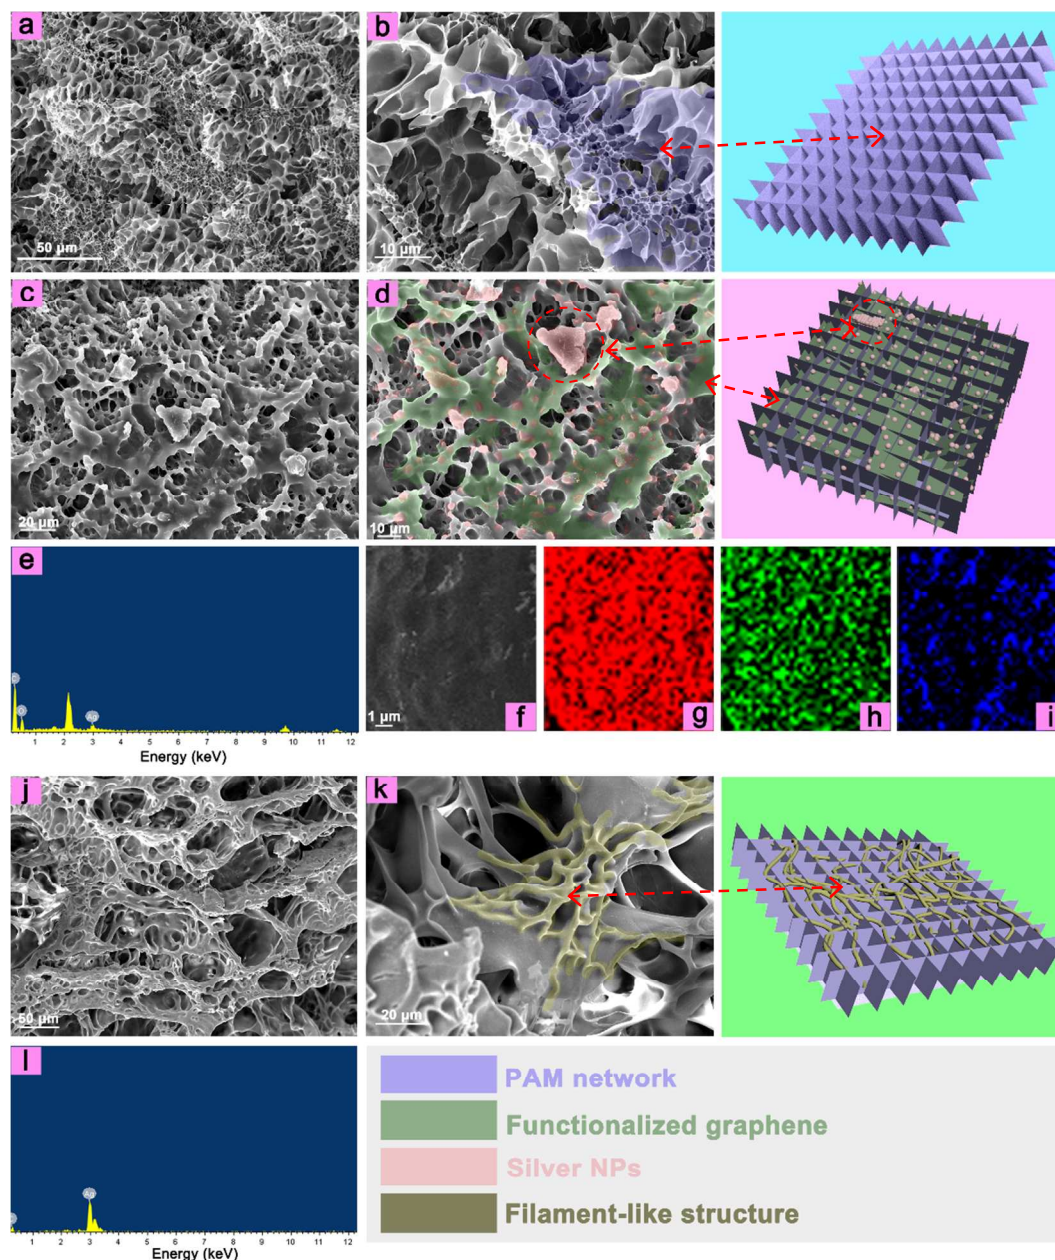 a
50 µm
b
10 µm
c
20 µm
d
10 µm
e
C
O
Ag
1 2 3 4 5 6 7 8 9 10 11 12
Energy (keV)
f
1 µm
g
h
i
j
50 µm
k
20 µm
l
Ag
1 2 3 4 5 6 7 8 9 10 11 12
Energy (keV)
PAM network
Functionalized graphene
Silver NPs
Filament-like structure